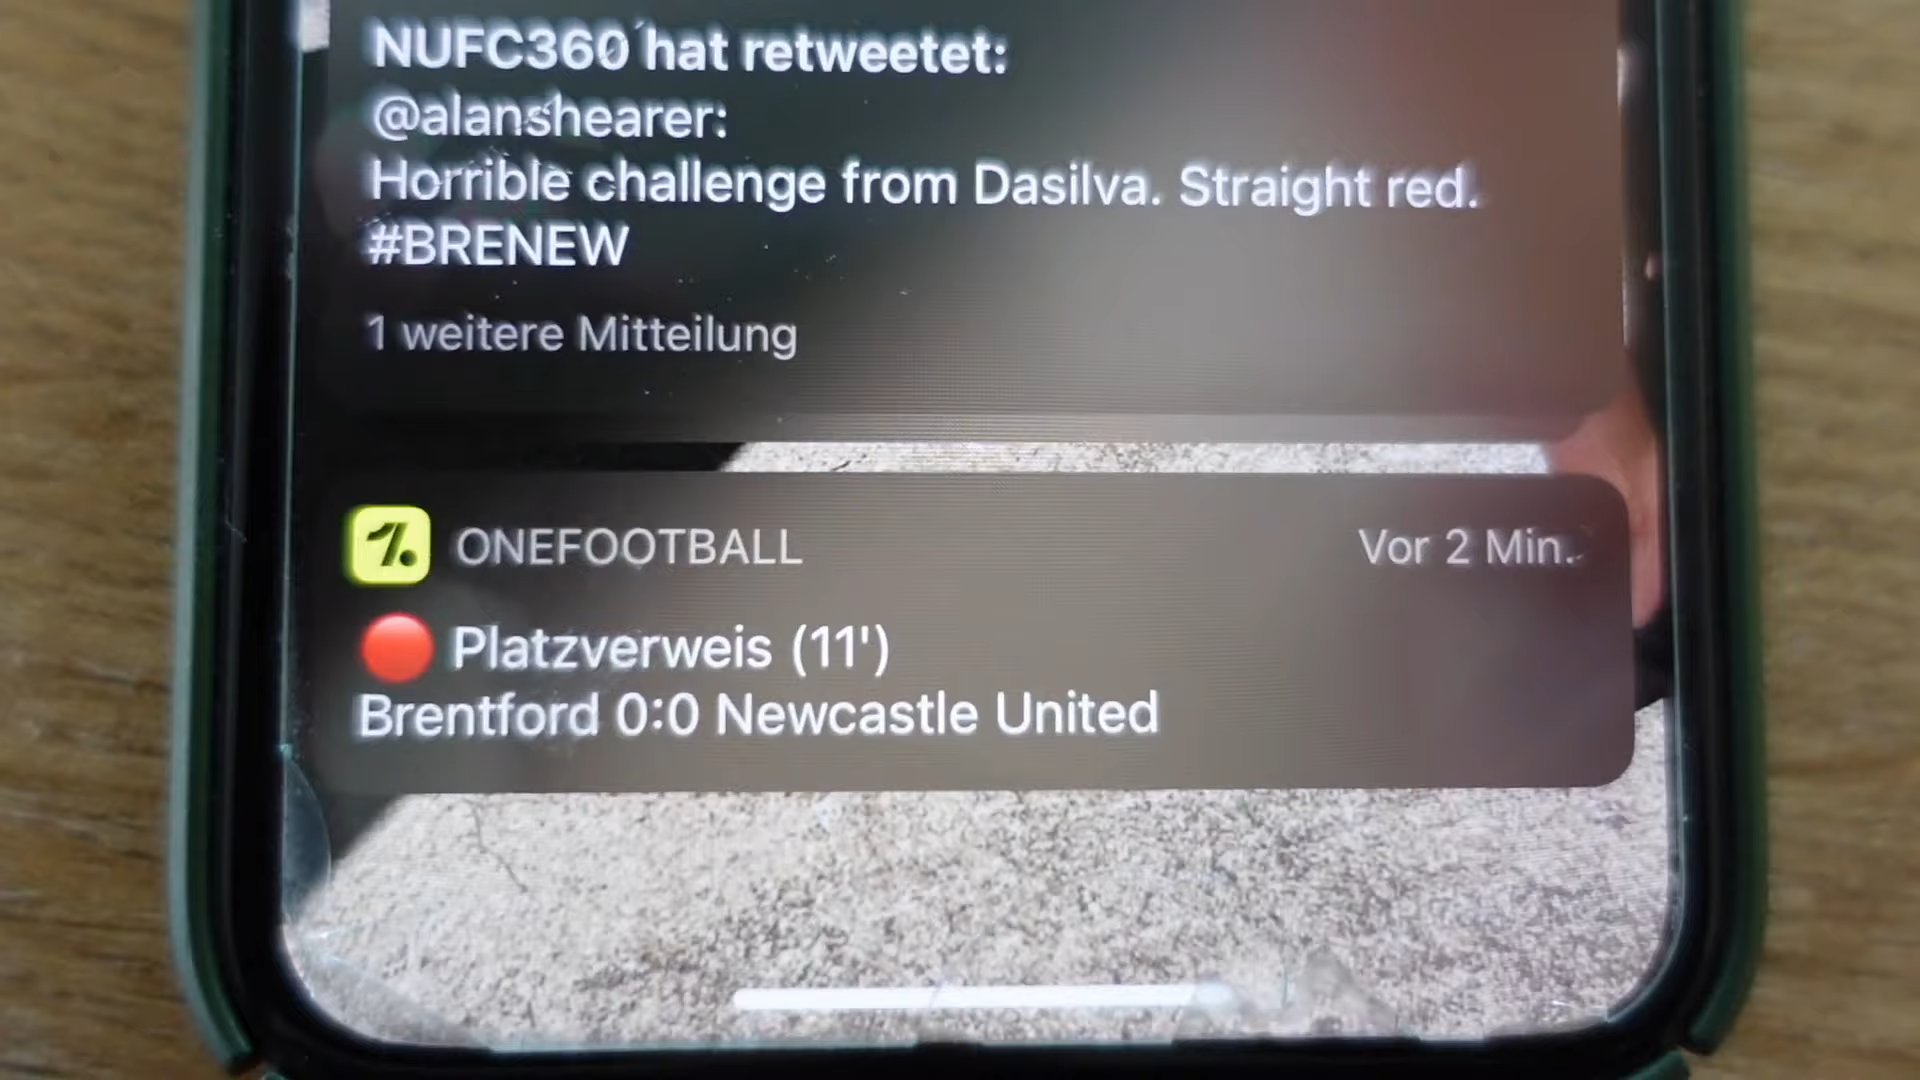 NUFC360 hat retweetet:
@alanshearer:
Horrible challenge from Dasilva. Straight red.
#BRENEW
1 weitere Mitteilung
ONEFOOTBALL
Vor 2 Min.
Platzverweis (11')
Brentford 0:0 Newcastle United